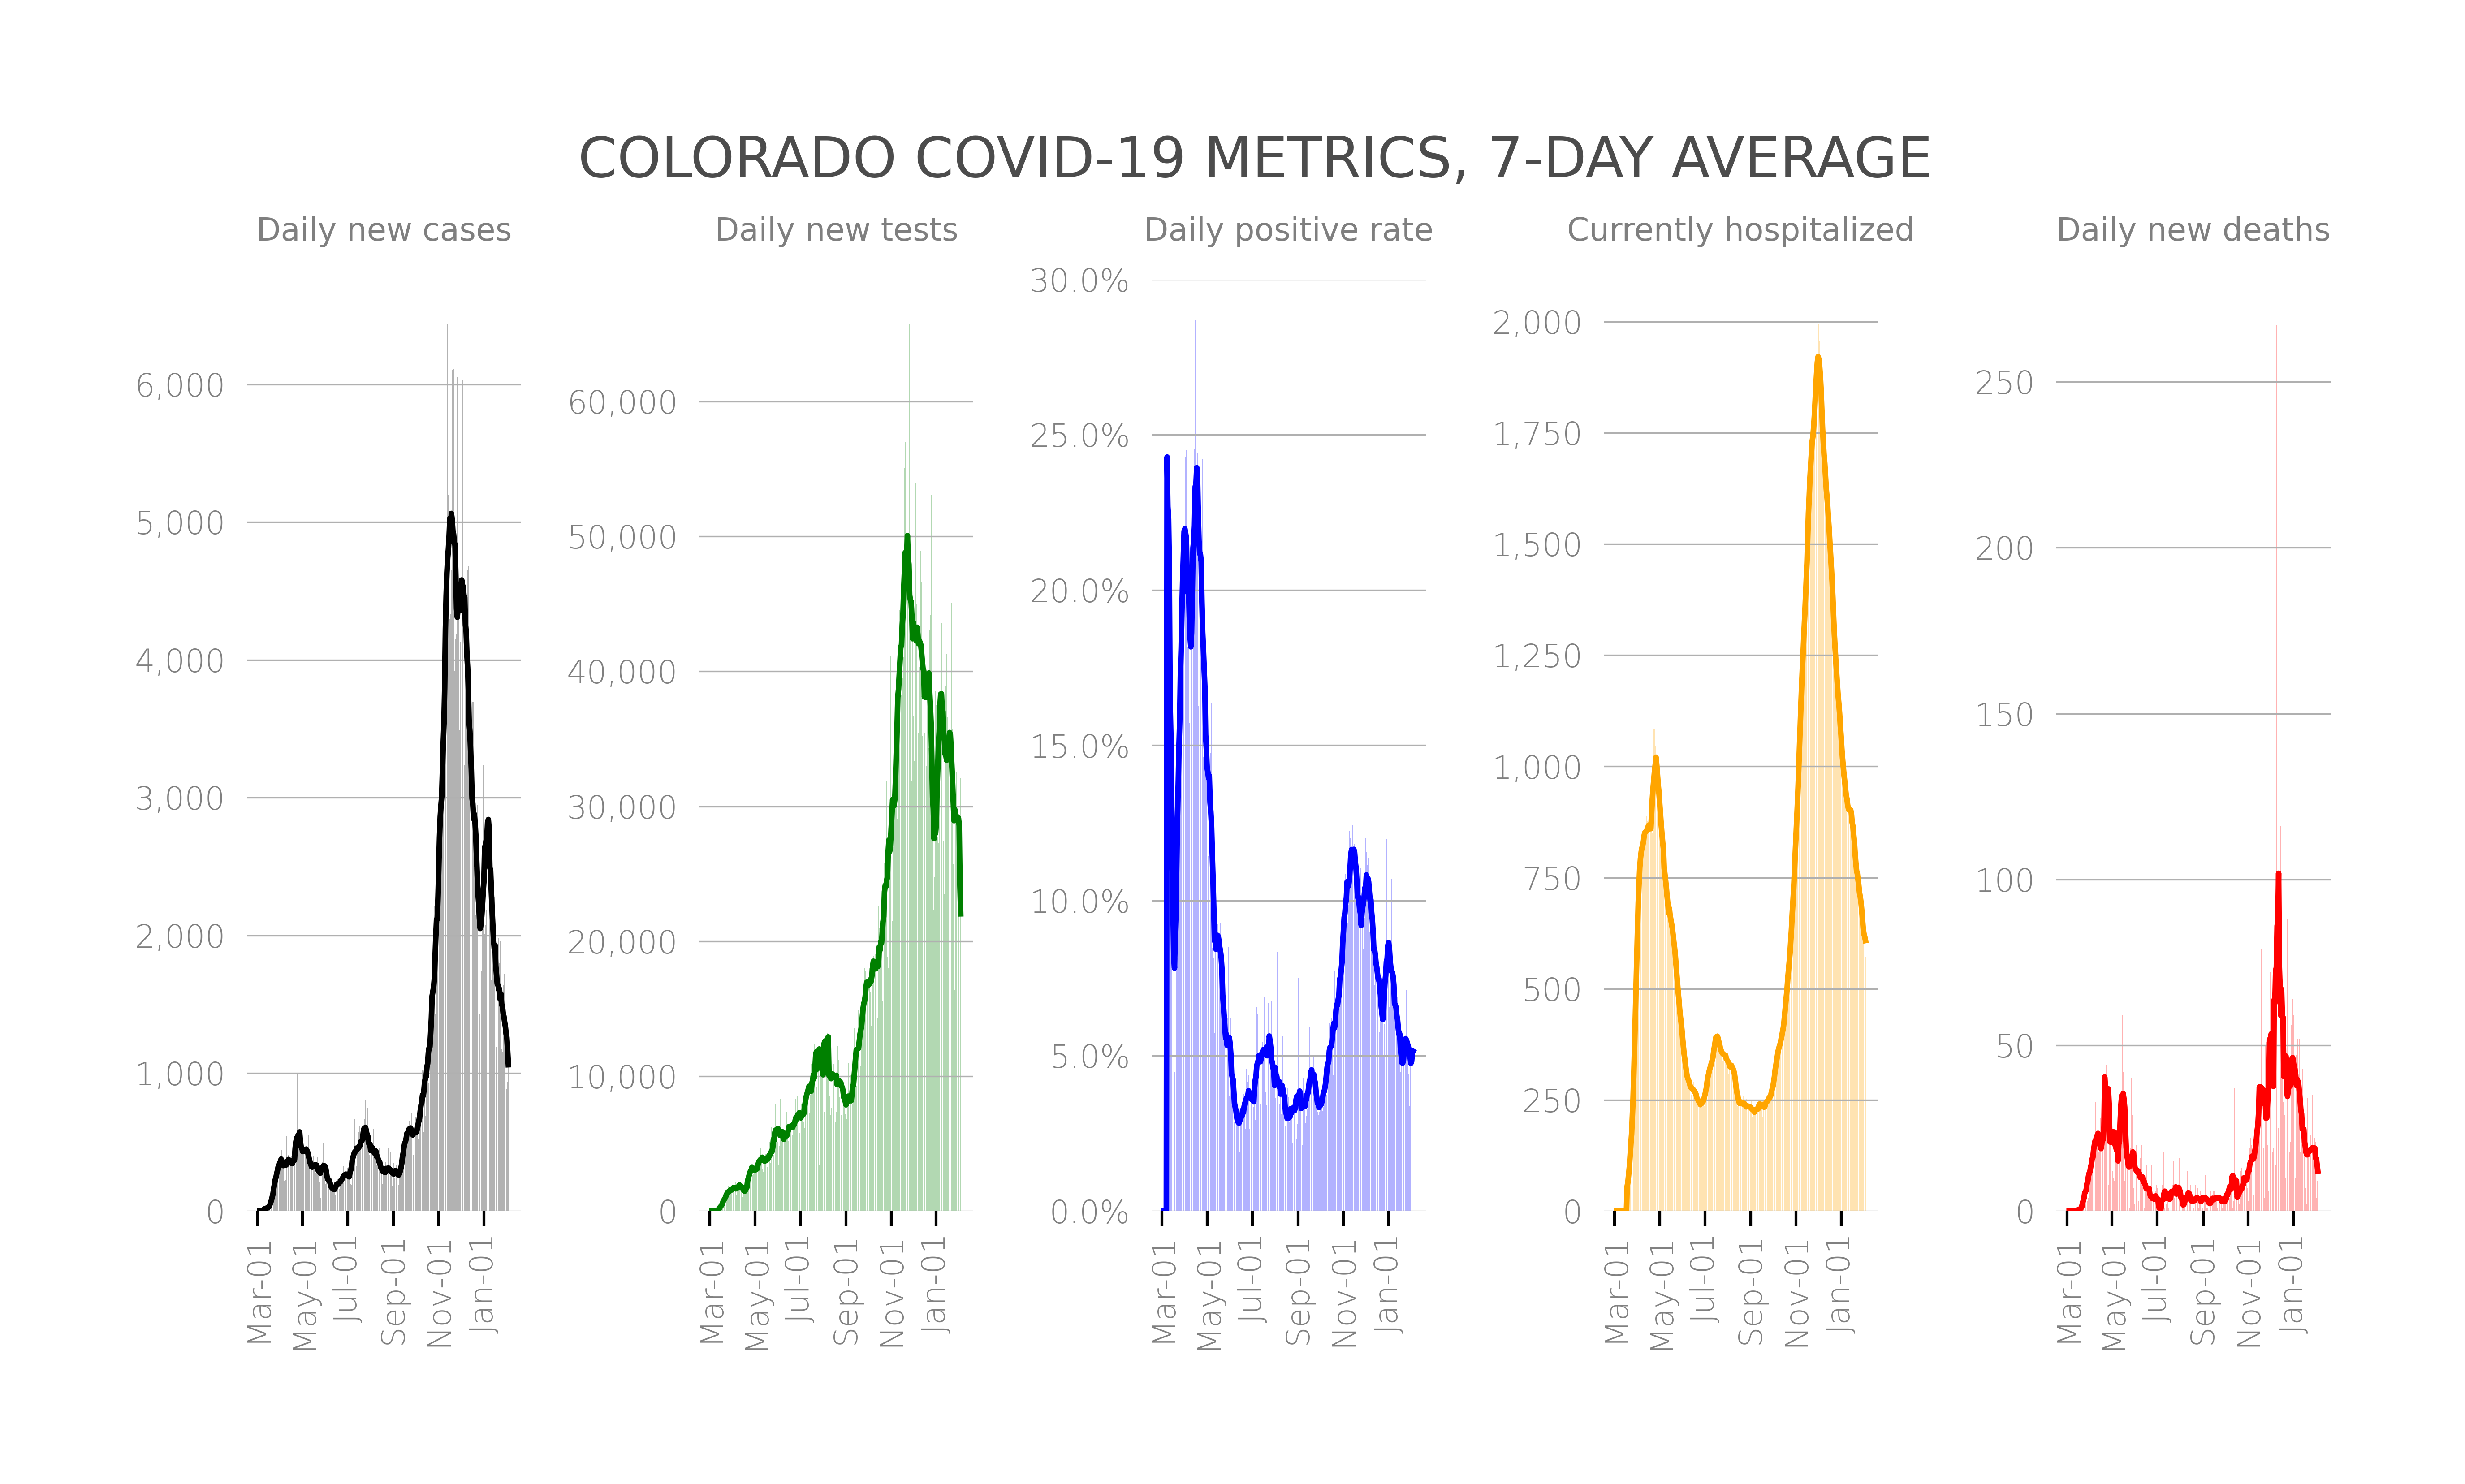 COLORADO COVID-19 METRICS, 7-DAY AVERAGE
Daily new cases
6,000
5,000
4,000
3,000
2,000
1,000
0
Mar-01
May-01
Jul-01
Sep-01
Nov-01
Jan-01
Daily new tests
60,000
50,000
40,000
30,000
20,000
10,000
0
Mar-01
May-01
Jul-01
Sep-01
Nov-01
Jan-01
Daily positive rate
30.0%
25.0%
20.0%
15.0%
10.0%
5.0%
0.0%
Mar-01
May-01
Jul-01
Sep-01
Nov-01
Jan-01
Currently hospitalized
2,000
1,750
1,500
1,250
1,000
750
500
250
0
Mar-01
May-01
Jul-01
Sep-01
Nov-01
Jan-01
Daily new deaths
250
200
150
100
50
0
Mar-01
May-01
Jul-01
Sep-01
Nov-01
Jan-01